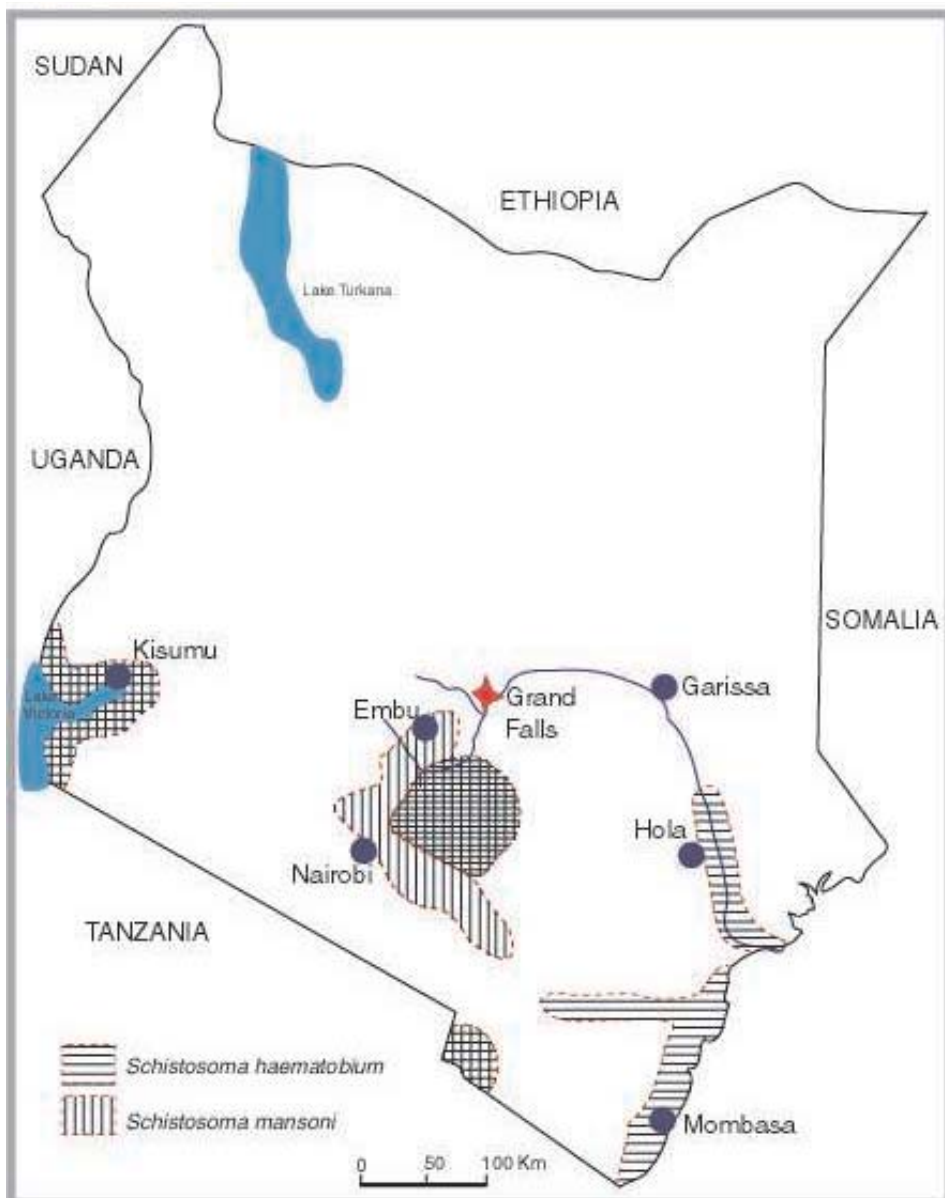 SUDAN
ETHIOPIA
Lake Turkana
UGANDA
SOMALIA
Kisumu
Lake
Victoria
Garissa
Grand
Falls
Embu
Hola
Nairobi
TANZANIA
Schistosoma haematobium
Schistosoma mansoni
Mombasa
0 50 100 Km